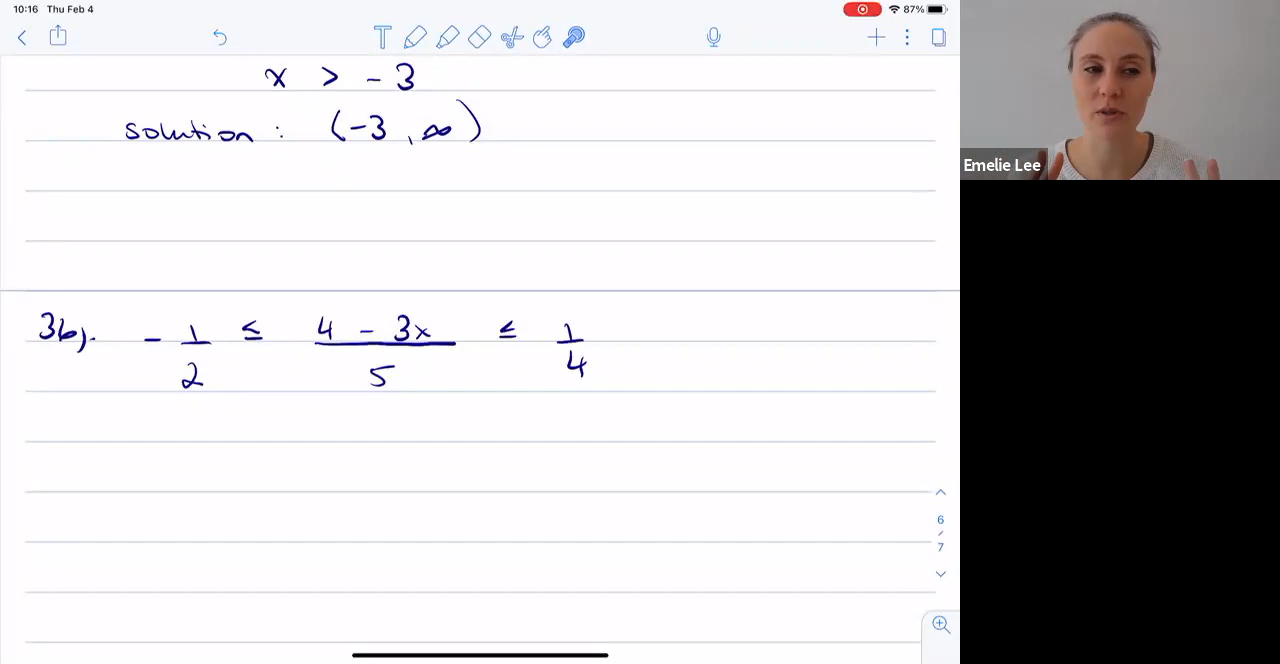 10:16 Thu Feb 4
87%
x > -3
solution : (-3, ∞)
Emelie Lee
3b). - 1/2 ≤ (4 - 3x)/5 ≤ 1/4
6
/
7